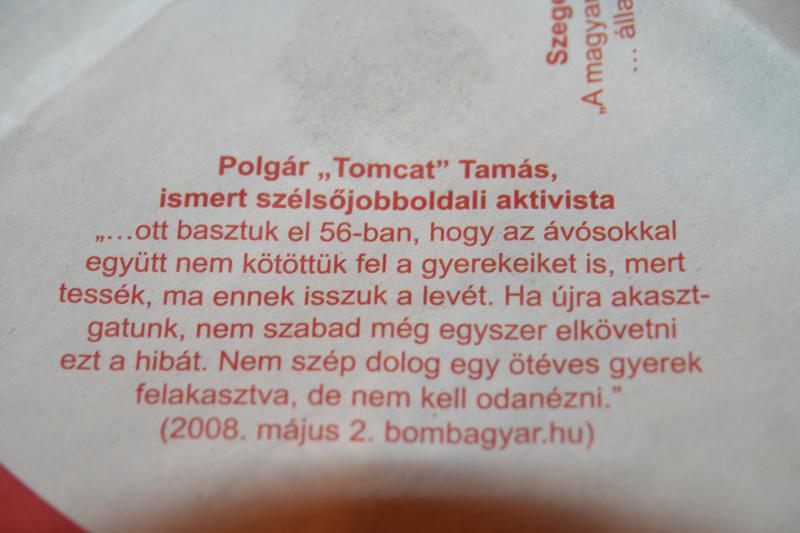 Szege
„A magyar
… álla
Polgár „Tomcat” Tamás,
ismert szélsőjobboldali aktivista
„…ott basztuk el 56-ban, hogy az ávósokkal
együtt nem kötöttük fel a gyerekeiket is, mert
tessék, ma ennek isszuk a levét. Ha újra akaszt-
gatunk, nem szabad még egyszer elkövetni
ezt a hibát. Nem szép dolog egy ötéves gyerek
felakasztva, de nem kell odanézni.”
(2008. május 2. bombagyar.hu)